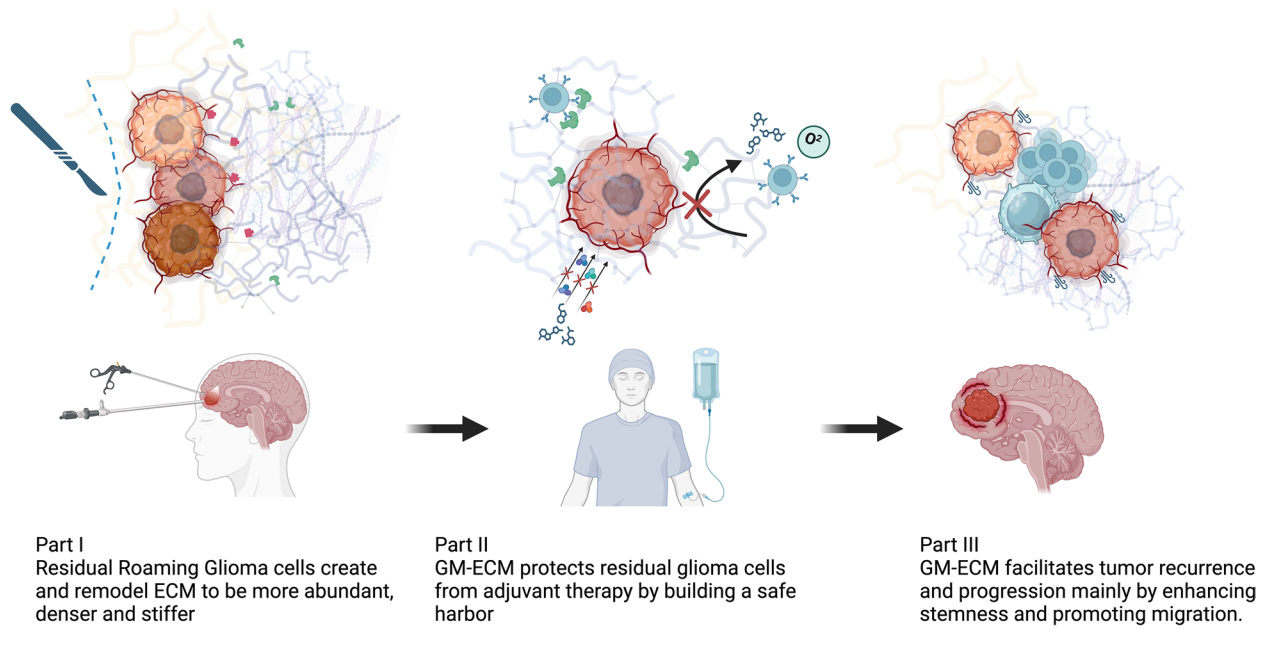 O²
Part I
Residual Roaming Glioma cells create
and remodel ECM to be more abundant,
denser and stiffer
Part II
GM-ECM protects residual glioma cells
from adjuvant therapy by building a safe
harbor
Part III
GM-ECM facilitates tumor recurrence
and progression mainly by enhancing
stemness and promoting migration.